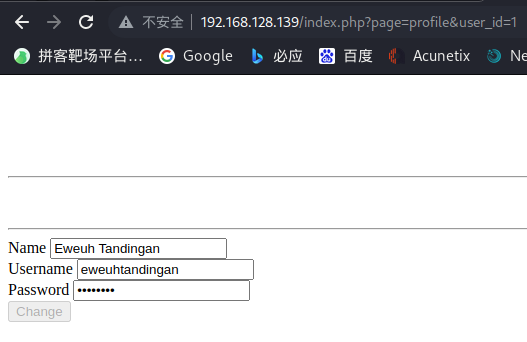 不安全 192.168.128.139/index.php?page=profile&user_id=1
拼客靶场平台… Google 必应 百度 Acunetix Ne
Name Eweuh Tandingan
Username eweuhtandingan
Password ••••••••
Change